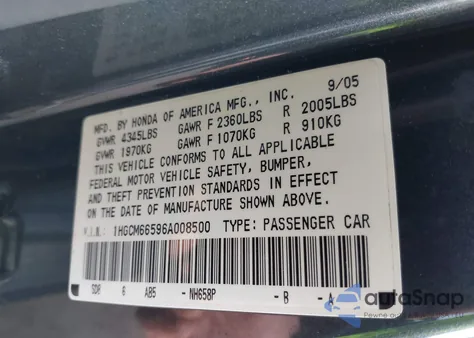 MFD. BY HONDA OF AMERICA MFG., INC. 9/05
GVWR 4345LBS GAWR F 2360LBS R 2005LBS
GVWR 1970KG GAWR F 1070KG R 910KG
THIS VEHICLE CONFORMS TO ALL APPLICABLE
FEDERAL MOTOR VEHICLE SAFETY, BUMPER,
AND THEFT PREVENTION STANDARDS IN EFFECT
ON THE DATE OF MANUFACTURE SHOWN ABOVE.
V.I.N. 1HGCM66596A008500 TYPE: PASSENGER CAR
SDR 6 AB5 -NH658P -B -A
autoSnap